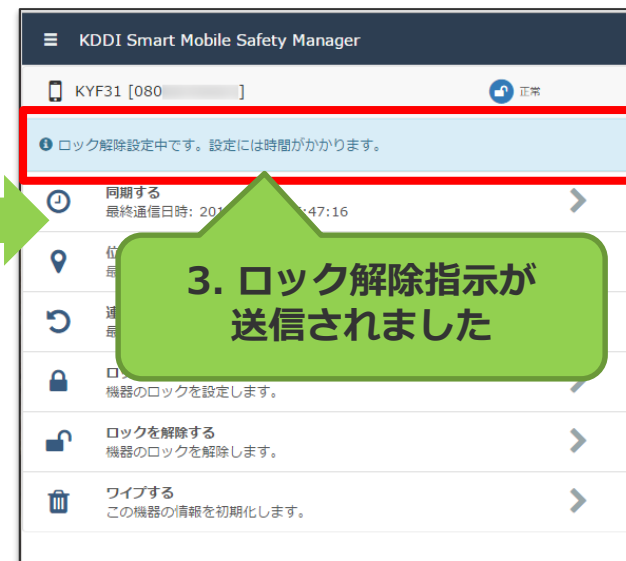 KDDI Smart Mobile Safety Manager
KYF31 [080 ]
正常
ロック解除設定中です。設定には時間がかかります。
同期する
最終通信日時: 201 :47:16
3. ロック解除指示が
送信されました
機器のロックを設定します。
ロックを解除する
機器のロックを解除します。
ワイプする
この機器の情報を初期化します。